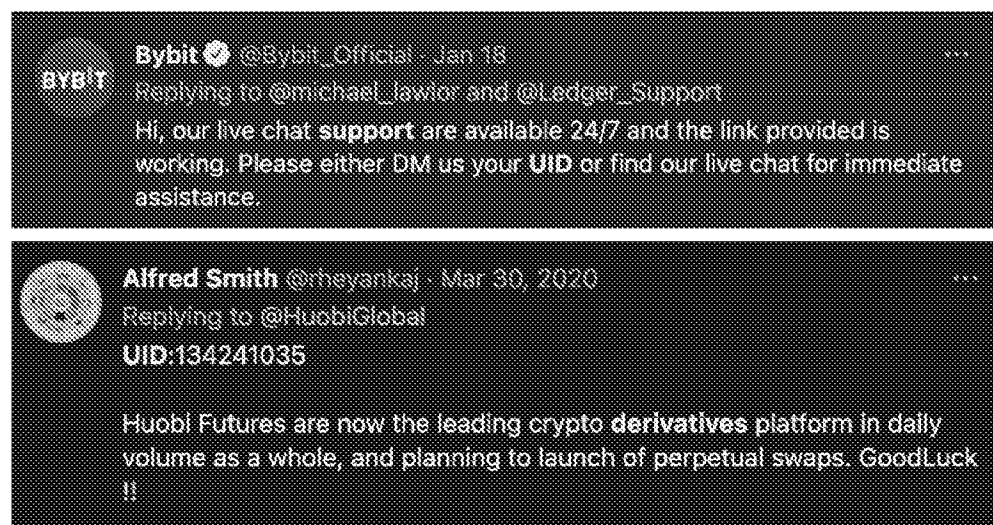 BYBIT
Bybit @Bybit_Official · Jan 18
Replying to @michael_lawlor and @Ledger_Support
Hi, our live chat support are available 24/7 and the link provided is
working. Please either DM us your UID or find our live chat for immediate
assistance.
Alfred Smith @rheyankaj · Mar 30, 2020
Replying to @HuobiGlobal
UID:134241035
Huobi Futures are now the leading crypto derivatives platform in daily
volume as a whole, and planning to launch of perpetual swaps. GoodLuck
!!